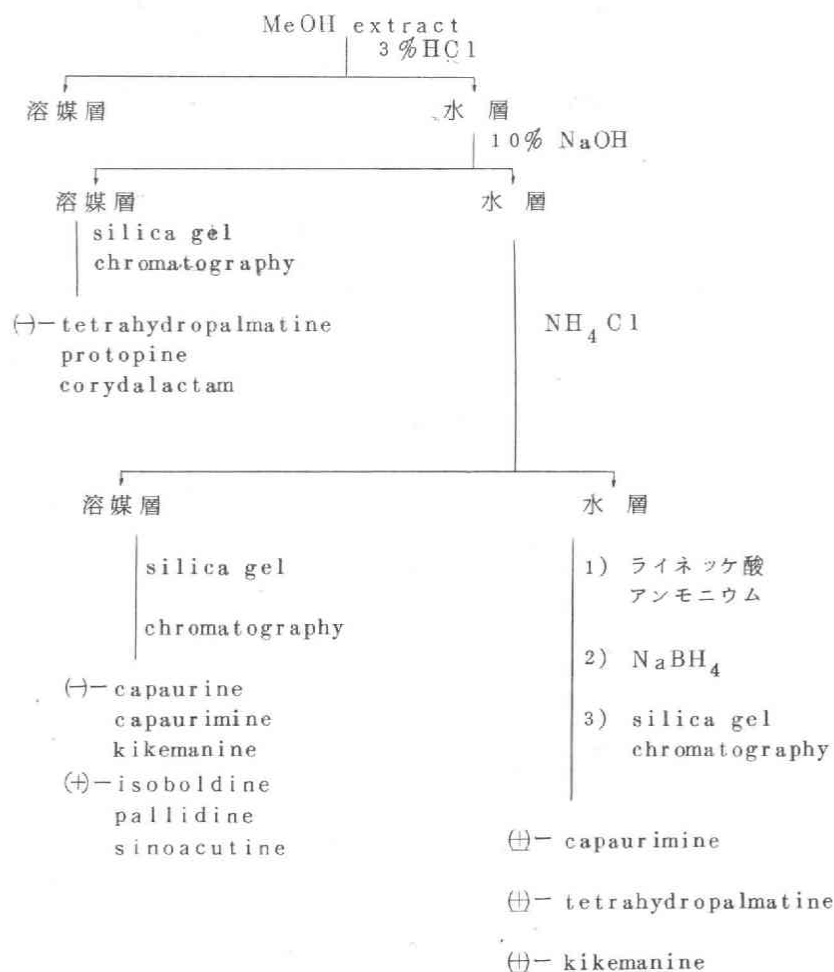 MeOH extract
3%HCl
溶媒層
水 層
10% NaOH
溶媒層
水 層
silica gel
chromatography
(−)−tetrahydropalmatine
protopine
corydalactam
NH4Cl
溶媒層
水 層
silica gel
chromatography
(−)−capaurine
capaurimine
kikemanine
(+)−isoboldine
pallidine
sinoacutine
1) ライネッケ酸
アンモニウム
2) NaBH4
3) silica gel
chromatography
(±)− capaurimine
(±)− tetrahydropalmatine
(±)− kikemanine